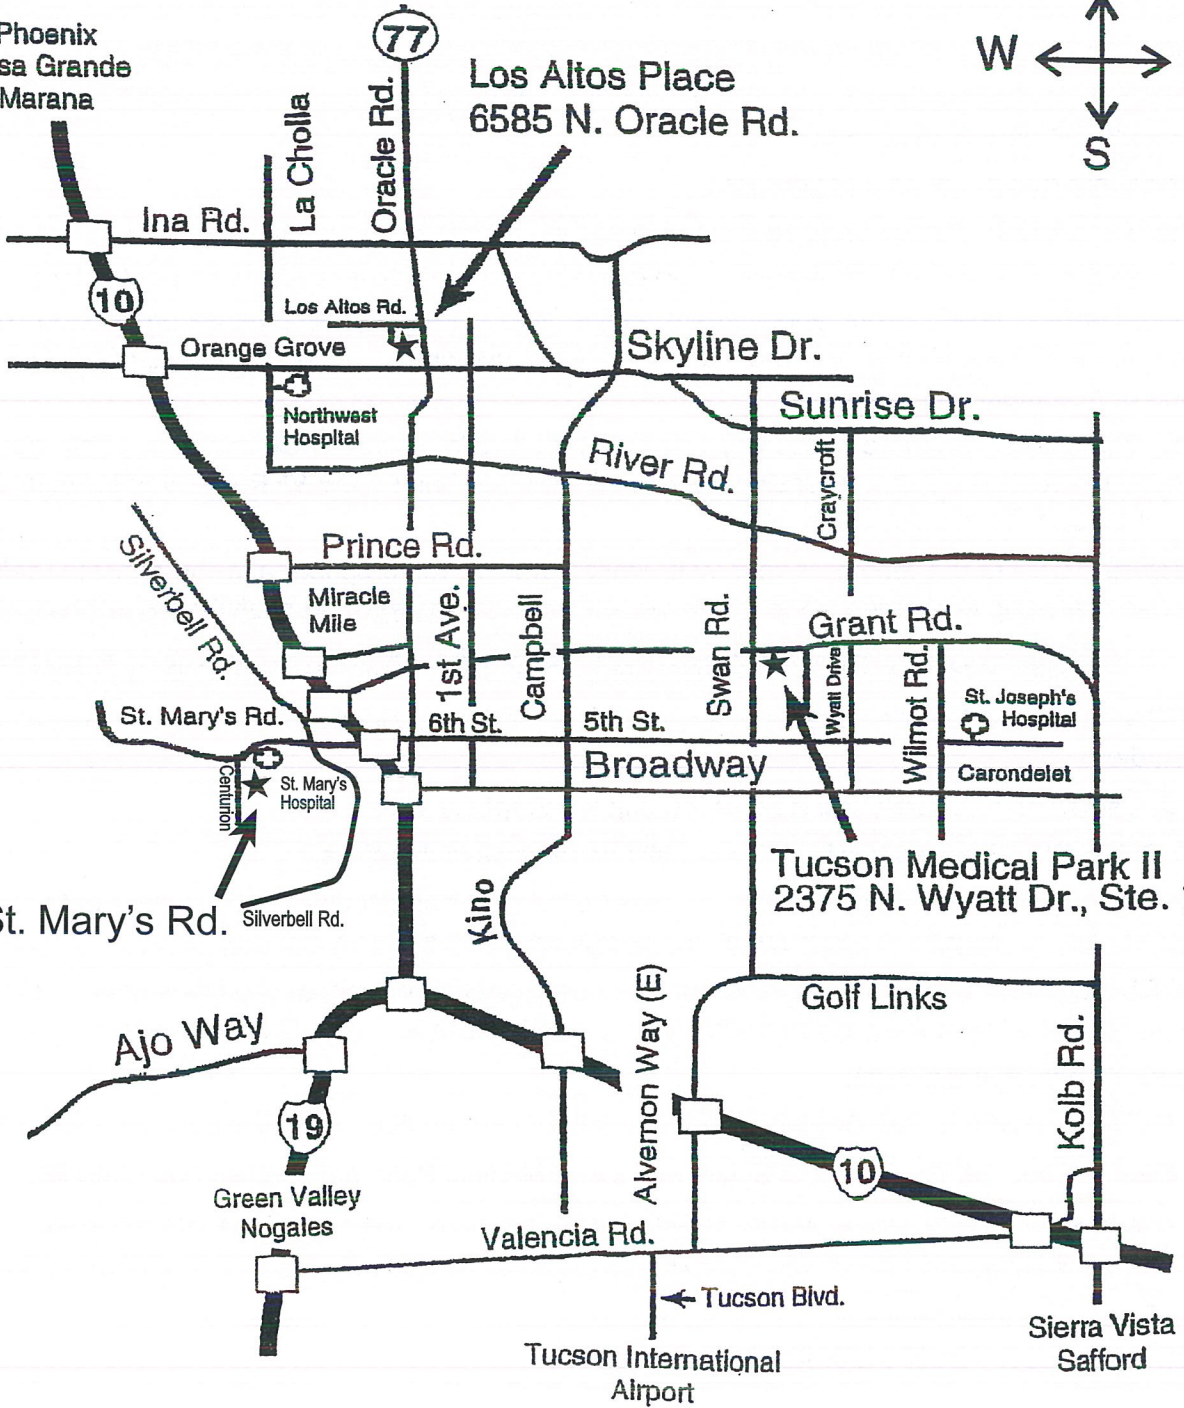 Phoenix
sa Grande
Marana
77
W
S
Los Altos Place
6585 N. Oracle Rd.
La Cholla
Oracle Rd.
Ina Rd.
10
Los Altos Rd.
Orange Grove
Skyline Dr.
Northwest
Hospital
Sunrise Dr.
River Rd.
Craycroft
Silverbell Rd.
Prince Rd.
Miracle
Mile
1st Ave.
Campbell
Swan Rd.
Grant Rd.
Wyatt Drive
Wilmot Rd.
St. Joseph's
Hospital
St. Mary's Rd.
6th St.
5th St.
Broadway
Carondelet
Centurion
St. Mary's
Hospital
Tucson Medical Park II
2375 N. Wyatt Dr., Ste.
St. Mary's Rd.
Silverbell Rd.
Kino
Ajo Way
Alvernon Way (E)
Golf Links
Kolb Rd.
19
10
Green Valley
Nogales
Valencia Rd.
Tucson Blvd.
Tucson International
Airport
Sierra Vista
Safford